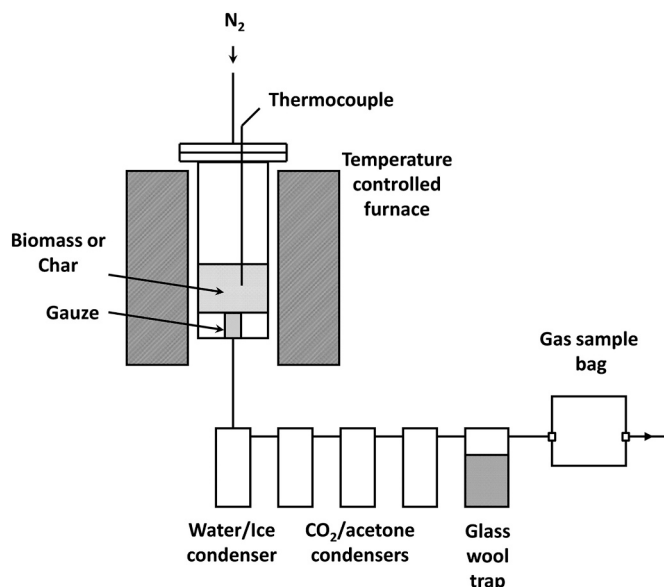 N₂
Thermocouple
Temperature
controlled
furnace
Biomass or
Char
Gauze
Gas sample
bag
Water/Ice
condenser
CO₂/acetone
condensers
Glass
wool
trap